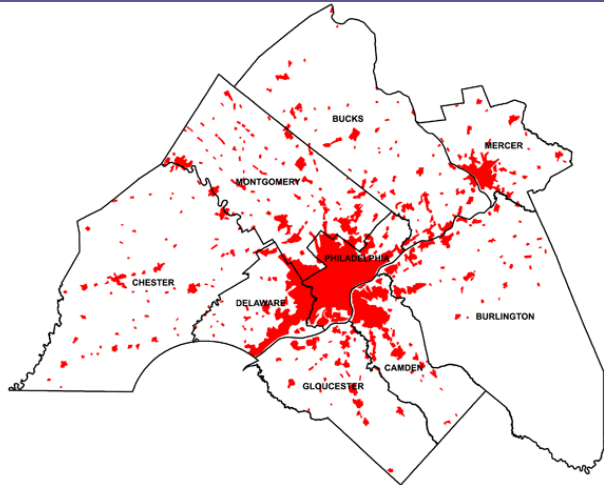 BUCKS
MERCER
MONTGOMERY
PHILADELPHIA
CHESTER
DELAWARE
BURLINGTON
CAMDEN
GLOUCESTER